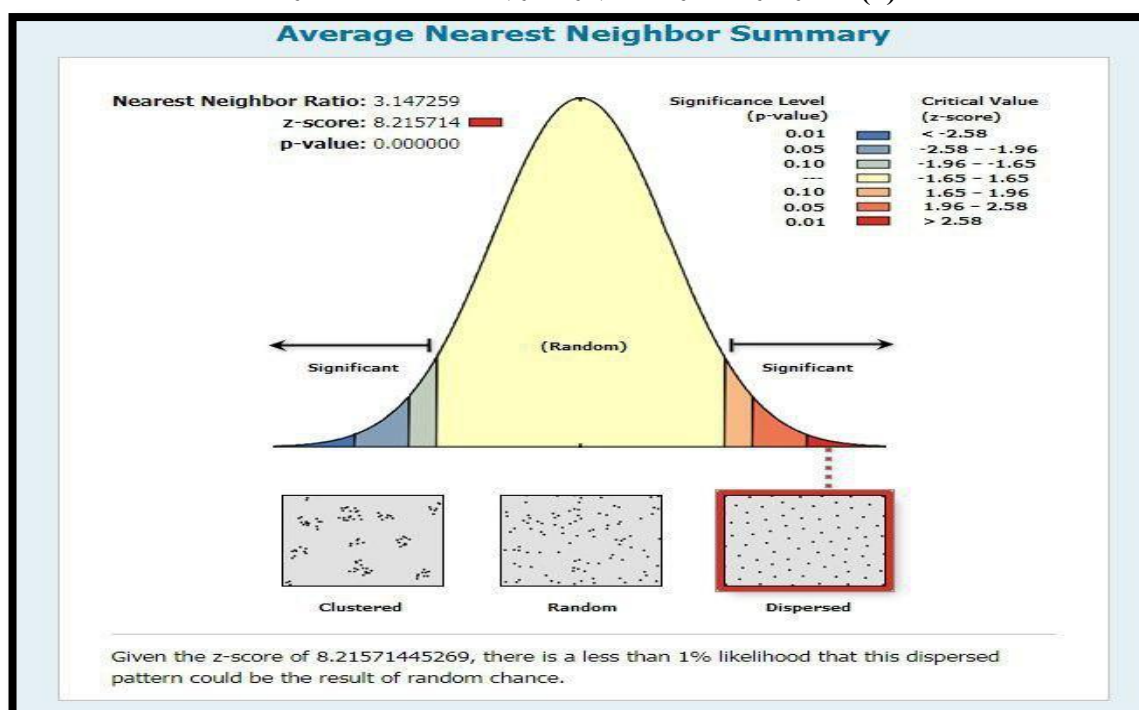 Average Nearest Neighbor Summary
Nearest Neighbor Ratio: 3.147259
z-score: 8.215714
p-value: 0.000000
Significance Level (p-value)
Critical Value (z-score)
0.01 < -2.58
0.05 -2.58 – -1.96
0.10 -1.96 – -1.65
--- -1.65 – 1.65
0.10 1.65 – 1.96
0.05 1.96 – 2.58
0.01 > 2.58
(Random)
Significant
Significant
Clustered
Random
Dispersed
Given the z-score of 8.21571445269, there is a less than 1% likelihood that this dispersed
pattern could be the result of random chance.